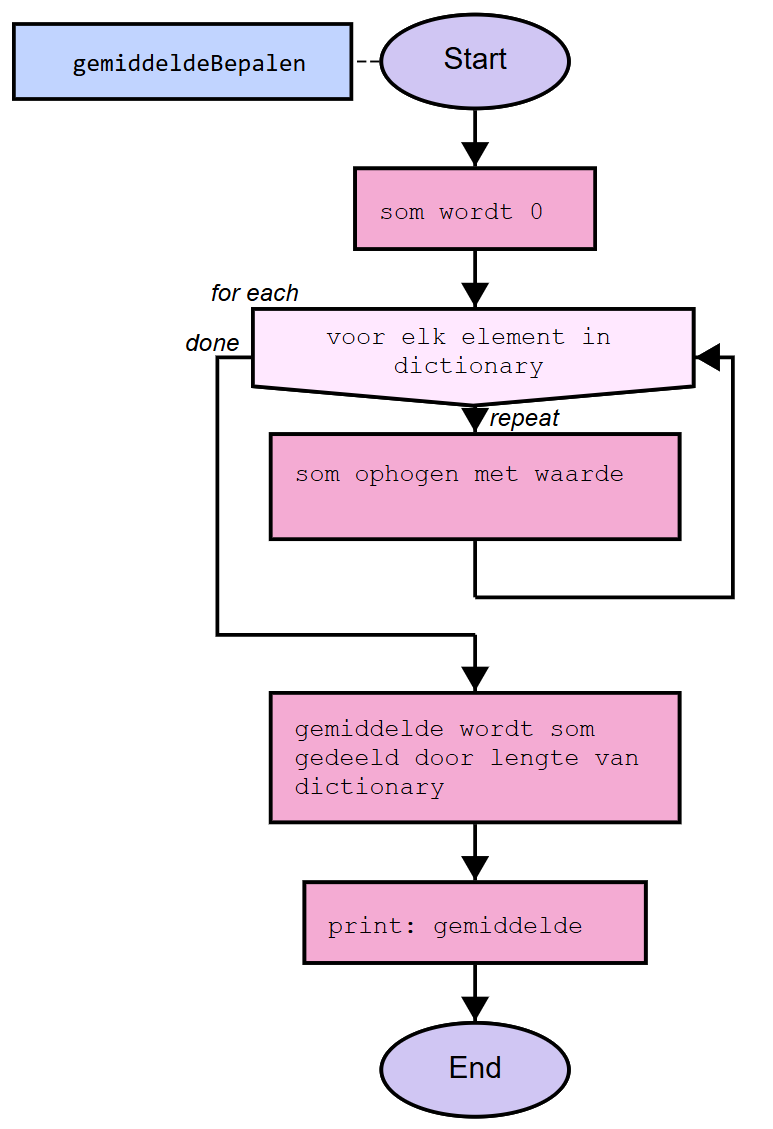 gemiddeldeBepalen
Start
som wordt 0
for each
done
voor elk element in
dictionary
repeat
som ophogen met waarde
gemiddelde wordt som
gedeeld door lengte van
dictionary
print: gemiddelde
End